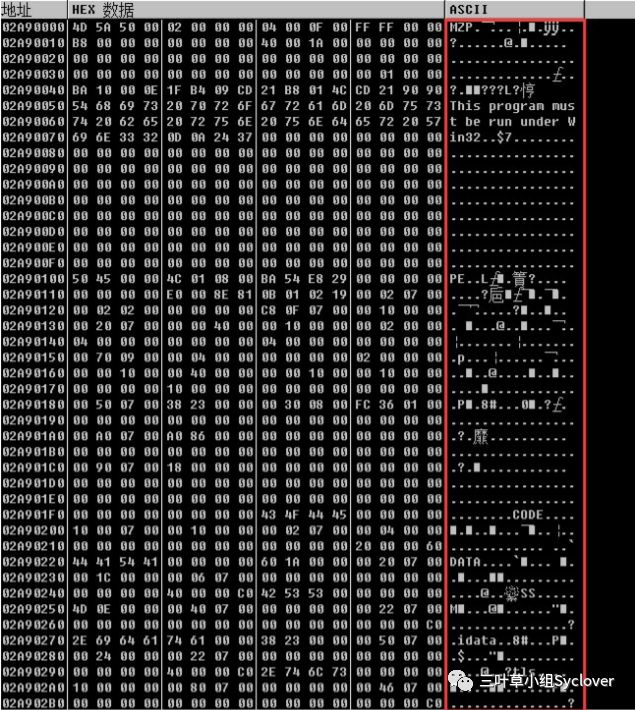 地址 HEX 数据 ASCII
02A90000 4D 5A 50 00 02 00 00 00 04 00 0F 00 FF FF 00 00 MZP
02A90010 B8 00 00 00 00 00 00 00 40 00 1A 00 00 00 00 00
02A90020 00 00 00 00 00 00 00 00 00 00 00 00 00 00 00 00 ................
02A90030 00 00 00 00 00 00 00 00 00 00 00 00 00 01 00 00
02A90040 BA 10 00 0E 1F B4 09 CD 21 B8 01 4C CD 21 90 90
02A90050 54 68 69 73 20 70 72 6F 67 72 61 6D 20 6D 75 73 This program mus
02A90060 74 20 62 65 20 72 75 6E 20 75 6E 64 65 72 20 57 t be run under W
02A90070 69 6E 33 32 0D 0A 24 37 00 00 00 00 00 00 00 00 in32..$7........
02A90080 00 00 00 00 00 00 00 00 00 00 00 00 00 00 00 00 ................
02A90090 00 00 00 00 00 00 00 00 00 00 00 00 00 00 00 00 ................
02A900A0 00 00 00 00 00 00 00 00 00 00 00 00 00 00 00 00 ................
02A900B0 00 00 00 00 00 00 00 00 00 00 00 00 00 00 00 00 ................
02A900C0 00 00 00 00 00 00 00 00 00 00 00 00 00 00 00 00 ................
02A900D0 00 00 00 00 00 00 00 00 00 00 00 00 00 00 00 00 ................
02A900E0 00 00 00 00 00 00 00 00 00 00 00 00 00 00 00 00 ................
02A900F0 00 00 00 00 00 00 00 00 00 00 00 00 00 00 00 00 ................
02A90100 50 45 00 00 4C 01 08 00 BA 54 E8 29 00 00 00 00 PE..L
02A90110 00 00 00 00 E0 00 8E 81 0B 01 02 19 00 02 07 00
02A90120 00 02 02 00 00 00 00 00 C8 0F 07 00 00 10 00 00
02A90130 00 20 07 00 00 00 40 00 00 10 00 00 00 02 00 00
02A90140 04 00 00 00 00 00 00 00 04 00 00 00 00 00 00 00
02A90150 00 70 09 00 00 04 00 00 00 00 00 00 02 00 00 00 .p
02A90160 00 00 10 00 00 40 00 00 00 00 10 00 00 10 00 00
02A90170 00 00 00 00 10 00 00 00 00 00 00 00 00 00 00 00
02A90180 00 50 07 00 38 23 00 00 00 30 08 00 FC 36 01 00
02A90190 00 00 00 00 00 00 00 00 00 00 00 00 00 00 00 00 ................
02A901A0 00 A0 07 00 A0 86 00 00 00 00 00 00 00 00 00 00
02A901B0 00 00 00 00 00 00 00 00 00 00 00 00 00 00 00 00 ................
02A901C0 00 90 07 00 18 00 00 00 00 00 00 00 00 00 00 00
02A901D0 00 00 00 00 00 00 00 00 00 00 00 00 00 00 00 00 ................
02A901E0 00 00 00 00 00 00 00 00 00 00 00 00 00 00 00 00 ................
02A901F0 00 00 00 00 00 00 00 00 43 4F 44 45 00 00 00 00 ........CODE....
02A90200 10 00 07 00 00 10 00 00 00 02 07 00 00 04 00 00
02A90210 00 00 00 00 00 00 00 00 00 00 00 00 20 00 00 60 ............ ..`
02A90220 44 41 54 41 00 00 00 00 60 1A 00 00 00 20 07 00 DATA....`
02A90230 00 1C 00 00 00 06 07 00 00 00 00 00 00 00 00 00
02A90240 00 00 00 00 40 00 00 C0 42 53 53 00 00 00 00 00 ....@..
02A90250 4D 0E 00 00 00 40 07 00 00 00 00 00 00 22 07 00
02A90260 00 00 00 00 00 00 00 00 00 00 00 00 00 00 00 C0 ...............?
02A90270 2E 69 64 61 74 61 00 00 38 23 00 00 00 50 07 00 .idata..8#...P
02A90280 00 24 00 00 00 22 07 00 00 00 00 00 00 00 00 00
02A90290 00 00 00 00 40 00 00 C0 2E 74 6C 73 00 00 00 00
02A902A0 10 00 00 00 00 80 07 00 00 00 00 00 00 46 07 00
02A902B0 00 00 00 00 00 00 00 00 00 00 00 00 00 00 00 C0 ...............?
三叶草小组Syclover